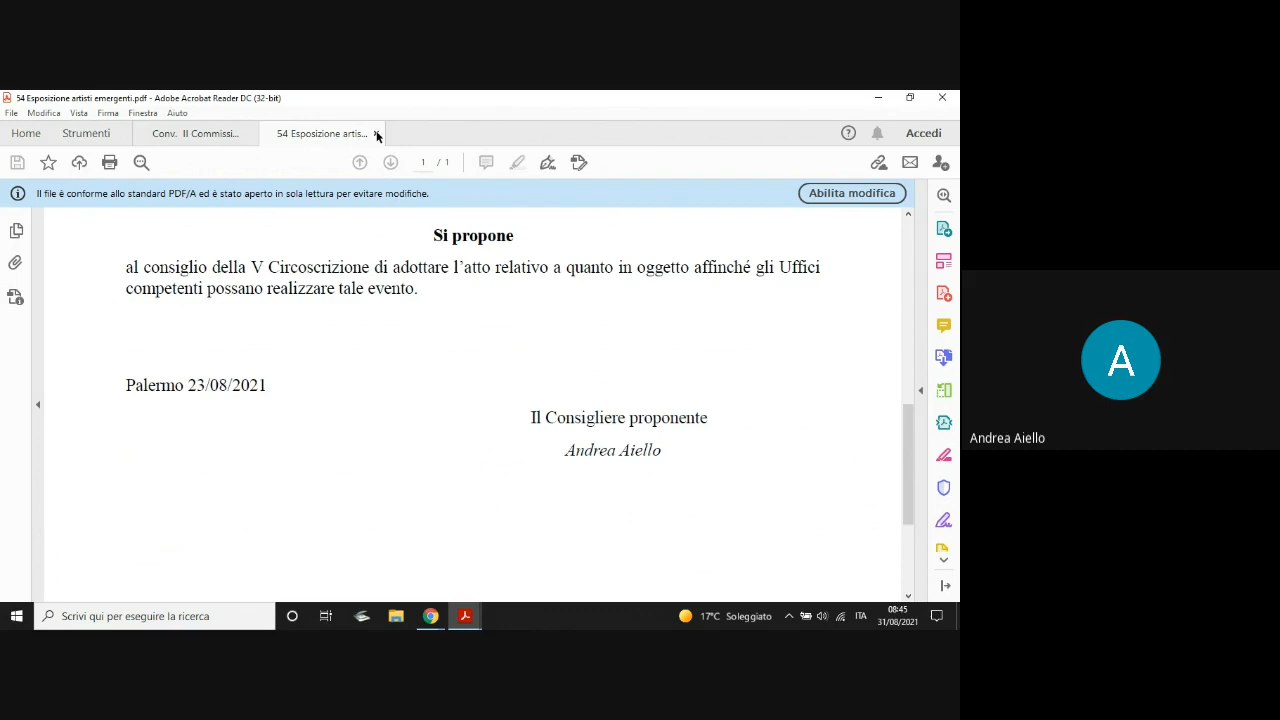 54 Esposizione artisti emergenti.pdf - Adobe Acrobat Reader DC (32-bit)
File Modifica Vista Firma Finestra Aiuto
Home Strumenti Conv. II Commissi... 54 Esposizione artis... Accedi
1 / 1
Il file è conforme allo standard PDF/A ed è stato aperto in sola lettura per evitare modifiche. Abilita modifica
Si propone
al consiglio della V Circoscrizione di adottare l’atto relativo a quanto in oggetto affinché gli Uffici
competenti possano realizzare tale evento.
Palermo 23/08/2021
Il Consigliere proponente
Andrea Aiello
A
Andrea Aiello
Scrivi qui per eseguire la ricerca
17°C Soleggiato
ITA
08:45
31/08/2021